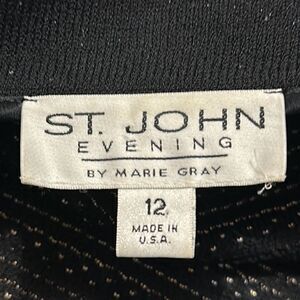 ST. JOHN
EVENING
BY MARIE GRAY
12
MADE IN
U.S.A.